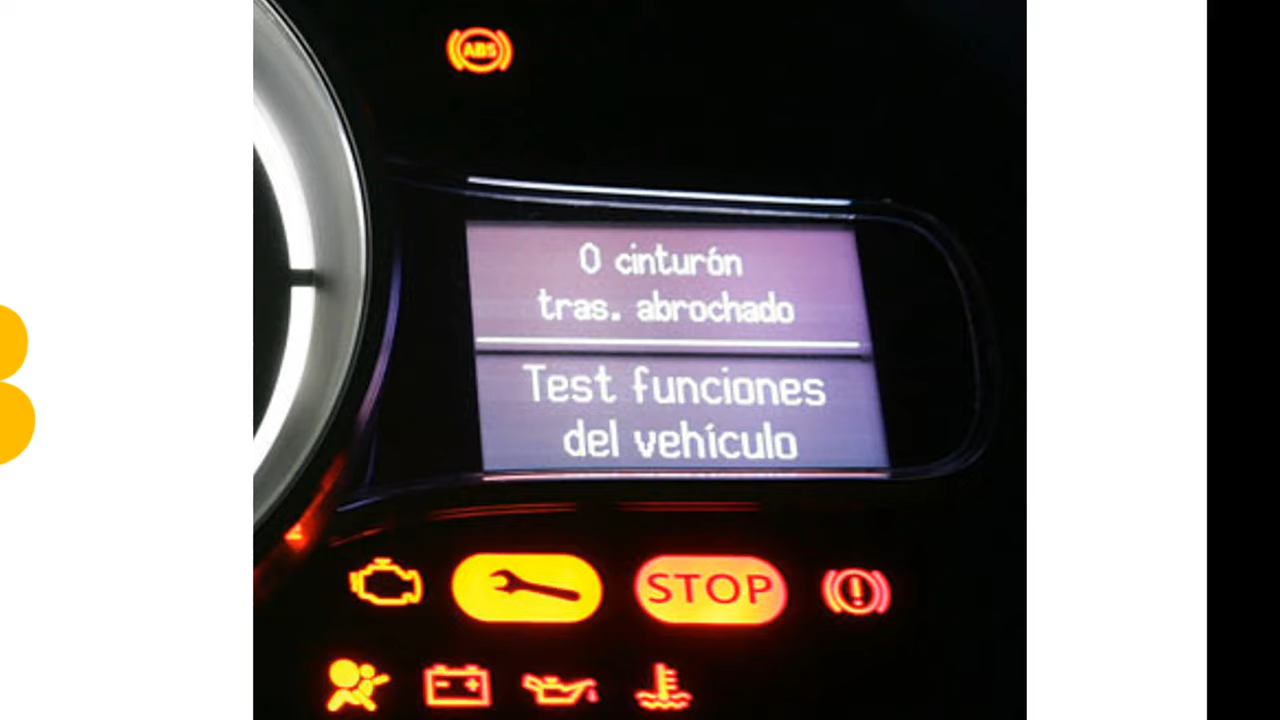 ABS
0 cinturón
tras. abrochado
Test funciones
del vehículo
STOP